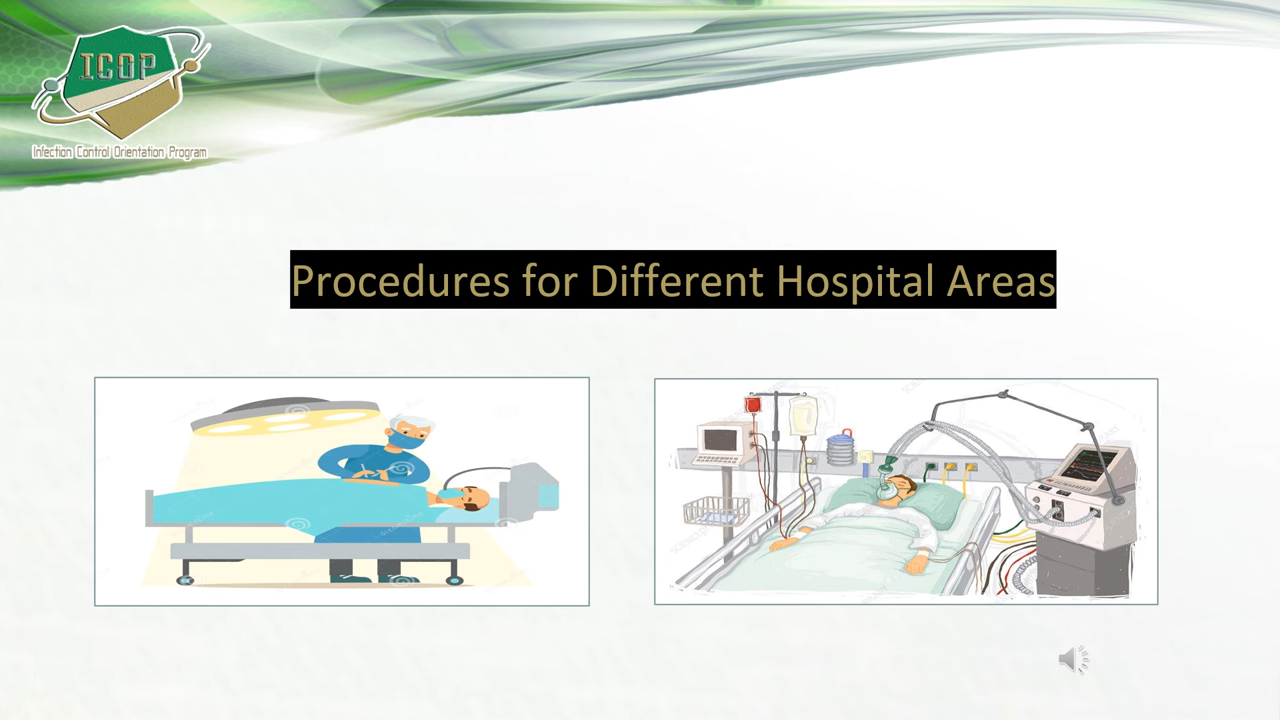 ICOP
Infection Control Orientation Program
Procedures for Different Hospital Areas